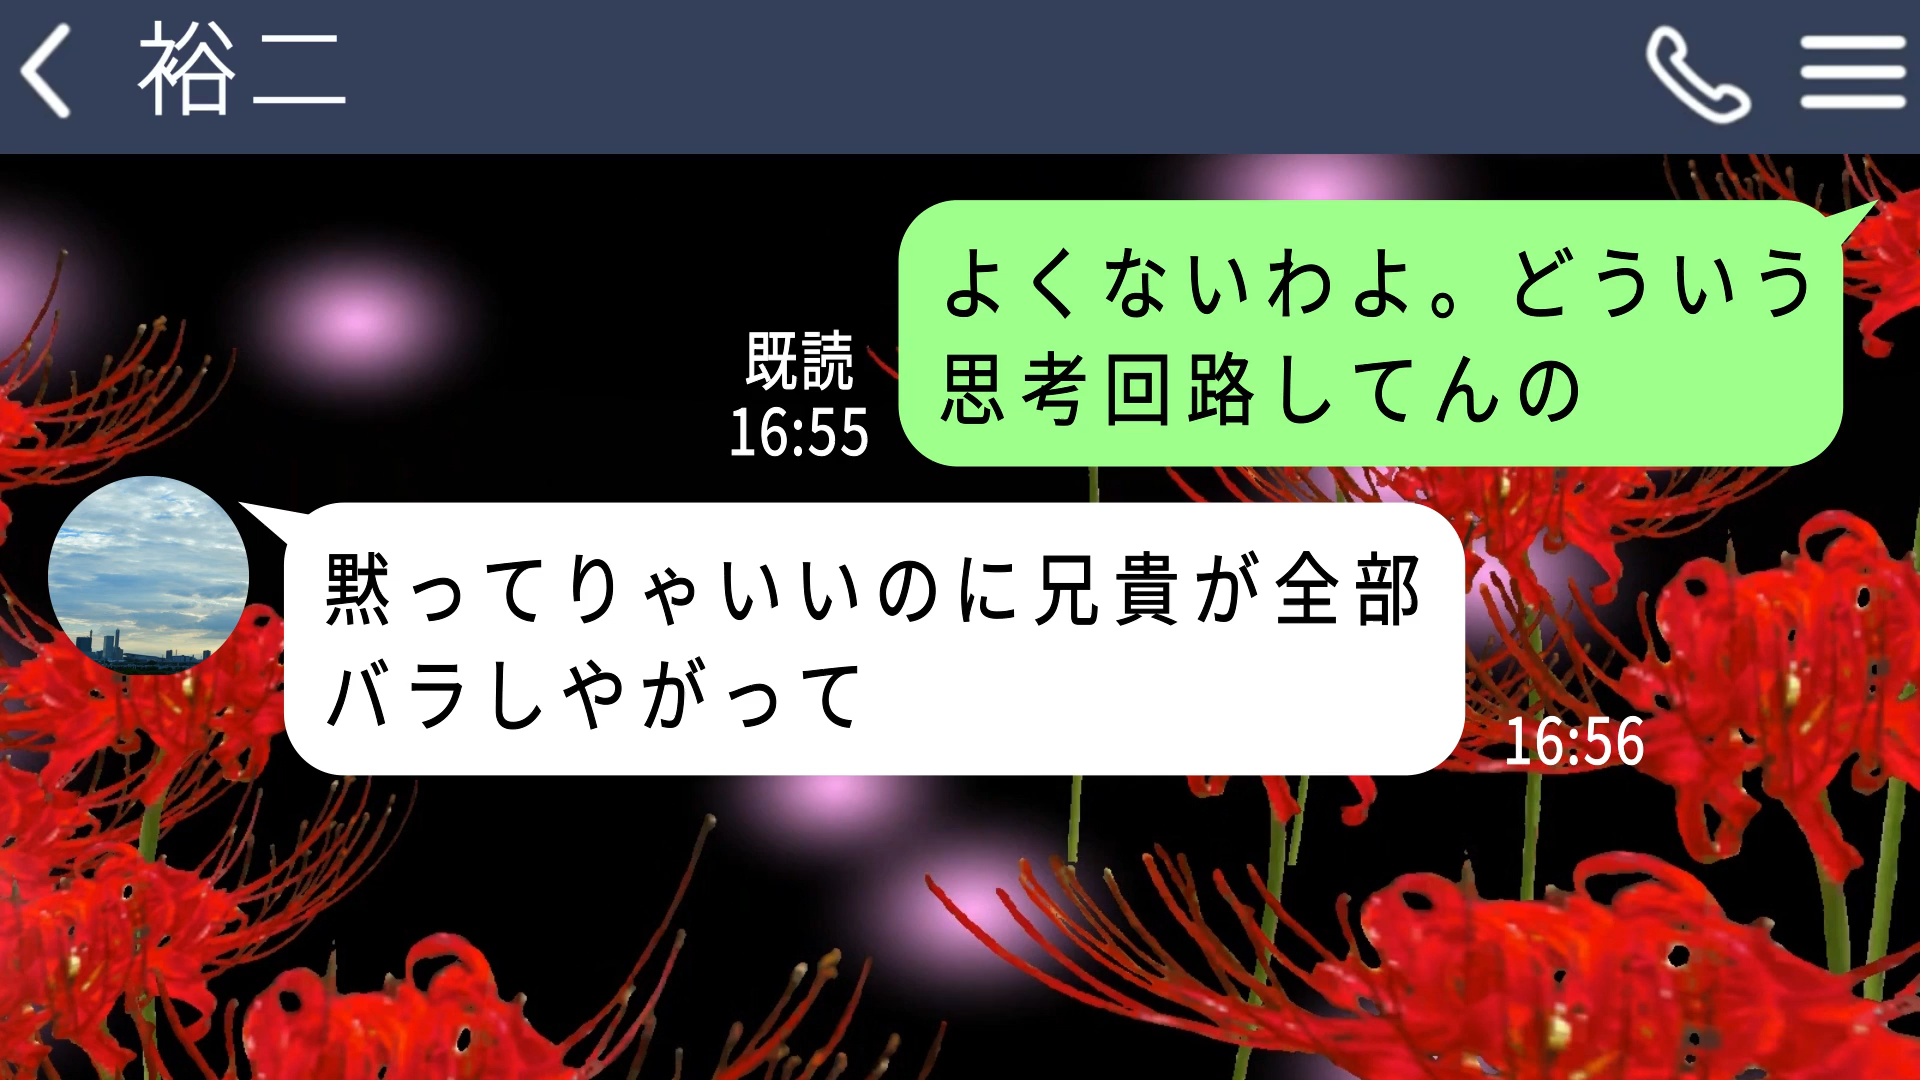 裕二
よくないわよ。どういう
思考回路してんの
既読
16:55
黙ってりゃいいのに兄貴が全部
バラしやがって
16:56